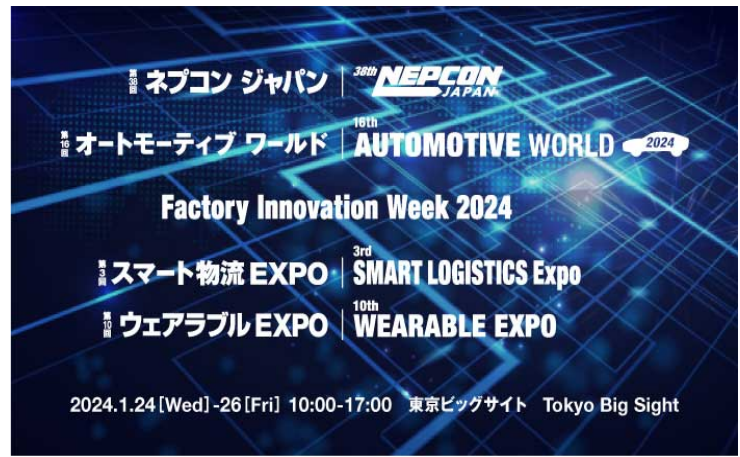 第38回 ネプコン ジャパン 38th NEPCON JAPAN
第16回 オートモーティブ ワールド 16th AUTOMOTIVE WORLD 2024
Factory Innovation Week 2024
第3回 スマート物流 EXPO 3rd SMART LOGISTICS Expo
第10回 ウェアラブル EXPO 10th WEARABLE EXPO
2024.1.24[Wed]-26[Fri] 10:00-17:00 東京ビッグサイト Tokyo Big Sight